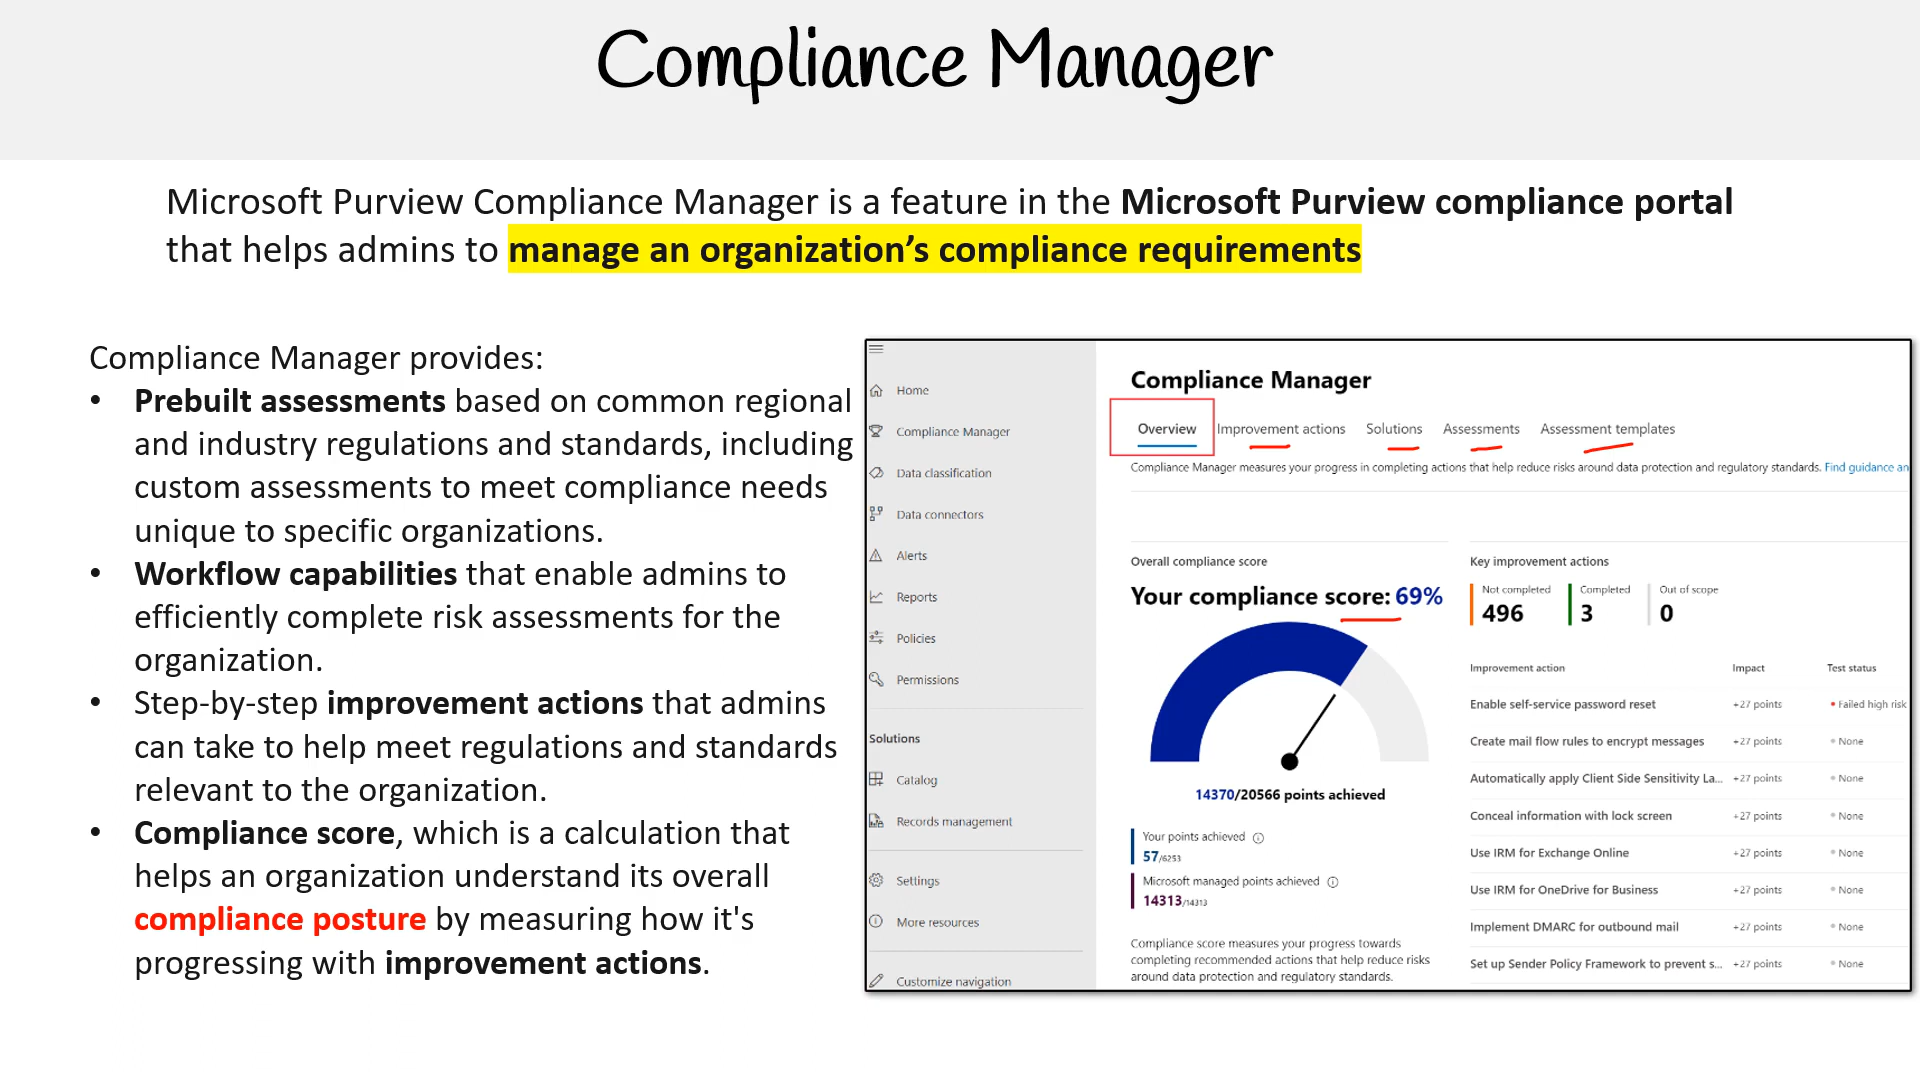 Compliance Manager
Microsoft Purview Compliance Manager is a feature in the Microsoft Purview compliance portal
that helps admins to manage an organization’s compliance requirements
Compliance Manager provides:
• Prebuilt assessments based on common regional
and industry regulations and standards, including
custom assessments to meet compliance needs
unique to specific organizations.
• Workflow capabilities that enable admins to
efficiently complete risk assessments for the
organization.
• Step-by-step improvement actions that admins
can take to help meet regulations and standards
relevant to the organization.
• Compliance score, which is a calculation that
helps an organization understand its overall
compliance posture by measuring how it's
progressing with improvement actions.
Home
Compliance Manager
Data classification
Data connectors
Alerts
Reports
Policies
Permissions
Solutions
Catalog
Records management
Settings
More resources
Customize navigation
Compliance Manager
Overview Improvement actions Solutions Assessments Assessment templates
Compliance Manager measures your progress in completing actions that help reduce risks around data protection and regulatory standards. Find guidance an
Overall compliance score
Your compliance score: 69%
14370/20566 points achieved
Your points achieved
57/6253
Microsoft managed points achieved
14313/14313
Compliance score measures your progress towards
completing recommended actions that help reduce risks
around data protection and regulatory standards.
Key improvement actions
Not completed Completed Out of scope
496 3 0
Improvement action Impact Test status
Enable self-service password reset +27 points • Failed high risk
Create mail flow rules to encrypt messages +27 points • None
Automatically apply Client Side Sensitivity La... +27 points • None
Conceal information with lock screen +27 points • None
Use IRM for Exchange Online +27 points • None
Use IRM for OneDrive for Business +27 points • None
Implement DMARC for outbound mail +27 points • None
Set up Sender Policy Framework to prevent s... +27 points • None